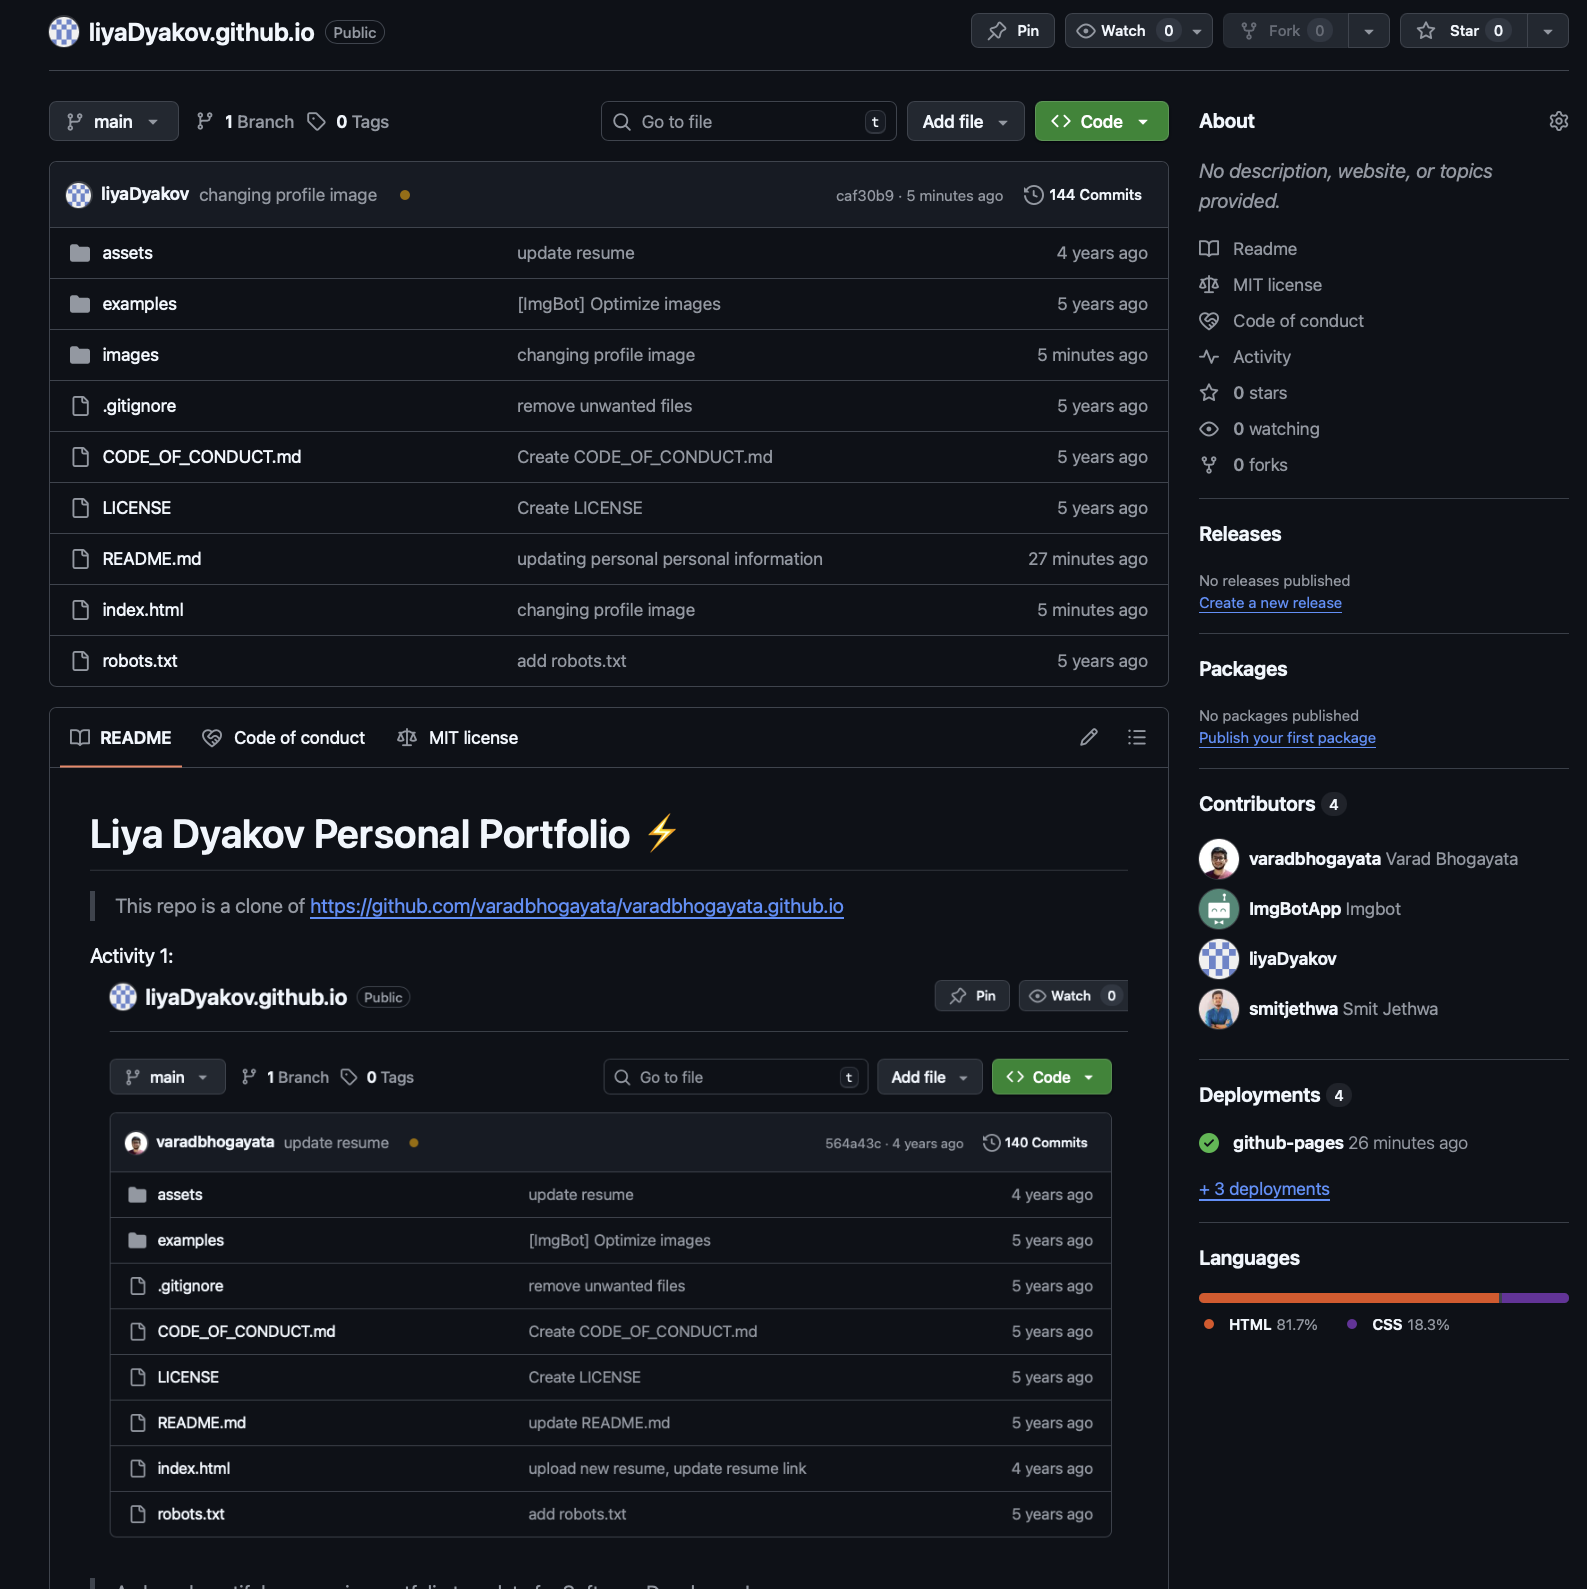 liyaDyakov.github.io Public
Pin Watch 0 Fork 0 Star 0
main 1 Branch 0 Tags Go to file t Add file Code
liyaDyakov changing profile image caf30b9 · 5 minutes ago 144 Commits
assets update resume 4 years ago
examples [ImgBot] Optimize images 5 years ago
images changing profile image 5 minutes ago
.gitignore remove unwanted files 5 years ago
CODE_OF_CONDUCT.md Create CODE_OF_CONDUCT.md 5 years ago
LICENSE Create LICENSE 5 years ago
README.md updating personal personal information 27 minutes ago
index.html changing profile image 5 minutes ago
robots.txt add robots.txt 5 years ago
README Code of conduct MIT license
Liya Dyakov Personal Portfolio ⚡
This repo is a clone of https://github.com/varadbhogayata/varadbhogayata.github.io
Activity 1:
liyaDyakov.github.io Public Pin Watch 0
main 1 Branch 0 Tags Go to file t Add file Code
varadbhogayata update resume 564a43c · 4 years ago 140 Commits
assets update resume 4 years ago
examples [ImgBot] Optimize images 5 years ago
.gitignore remove unwanted files 5 years ago
CODE_OF_CONDUCT.md Create CODE_OF_CONDUCT.md 5 years ago
LICENSE Create LICENSE 5 years ago
README.md update README.md 5 years ago
index.html upload new resume, update resume link 4 years ago
robots.txt add robots.txt 5 years ago
About
No description, website, or topics
provided.
Readme
MIT license
Code of conduct
Activity
0 stars
0 watching
0 forks
Releases
No releases published
Create a new release
Packages
No packages published
Publish your first package
Contributors 4
varadbhogayata Varad Bhogayata
ImgBotApp Imgbot
liyaDyakov
smitjethwa Smit Jethwa
Deployments 4
github-pages 26 minutes ago
+ 3 deployments
Languages
HTML 81.7% CSS 18.3%